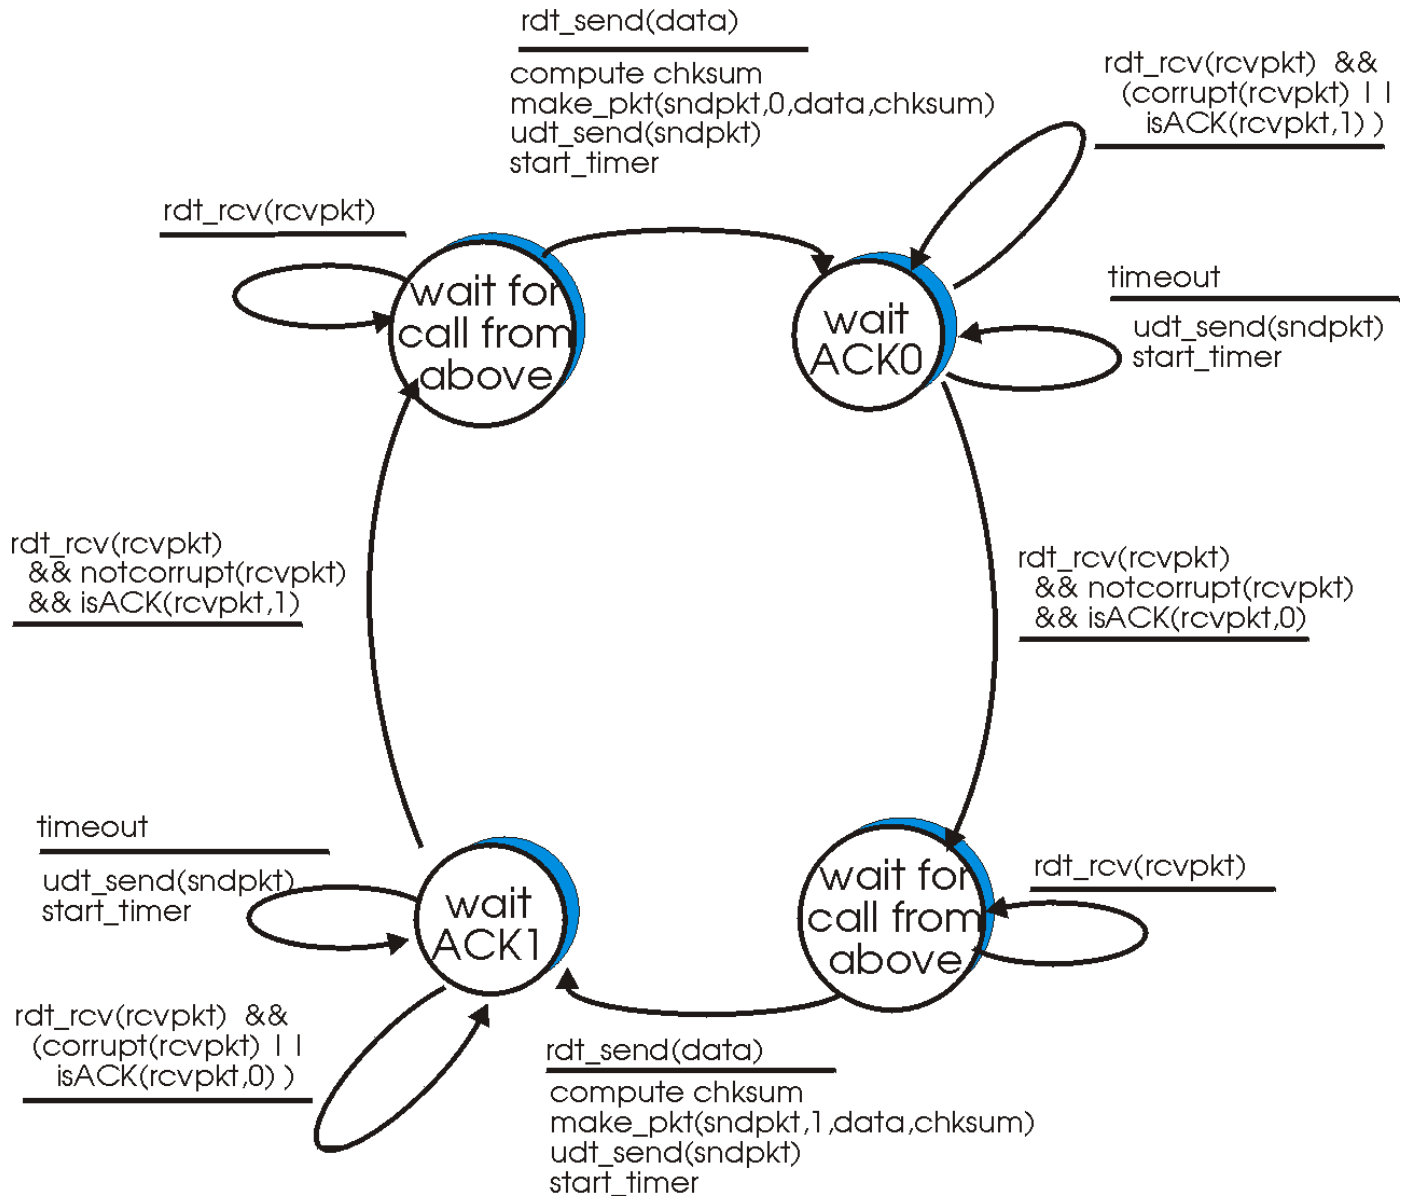 rdt_send(data)
compute chksum
make_pkt(sndpkt,0,data,chksum)
udt_send(sndpkt)
start_timer
rdt_rcv(rcvpkt) &&
(corrupt(rcvpkt) ||
isACK(rcvpkt,1) )
rdt_rcv(rcvpkt)
wait for
call from
above
wait
ACK0
timeout
udt_send(sndpkt)
start_timer
rdt_rcv(rcvpkt)
&& notcorrupt(rcvpkt)
&& isACK(rcvpkt,1)
rdt_rcv(rcvpkt)
&& notcorrupt(rcvpkt)
&& isACK(rcvpkt,0)
timeout
udt_send(sndpkt)
start_timer
wait
ACK1
wait for
call from
above
rdt_rcv(rcvpkt)
rdt_rcv(rcvpkt) &&
(corrupt(rcvpkt) ||
isACK(rcvpkt,0) )
rdt_send(data)
compute chksum
make_pkt(sndpkt,1,data,chksum)
udt_send(sndpkt)
start_timer